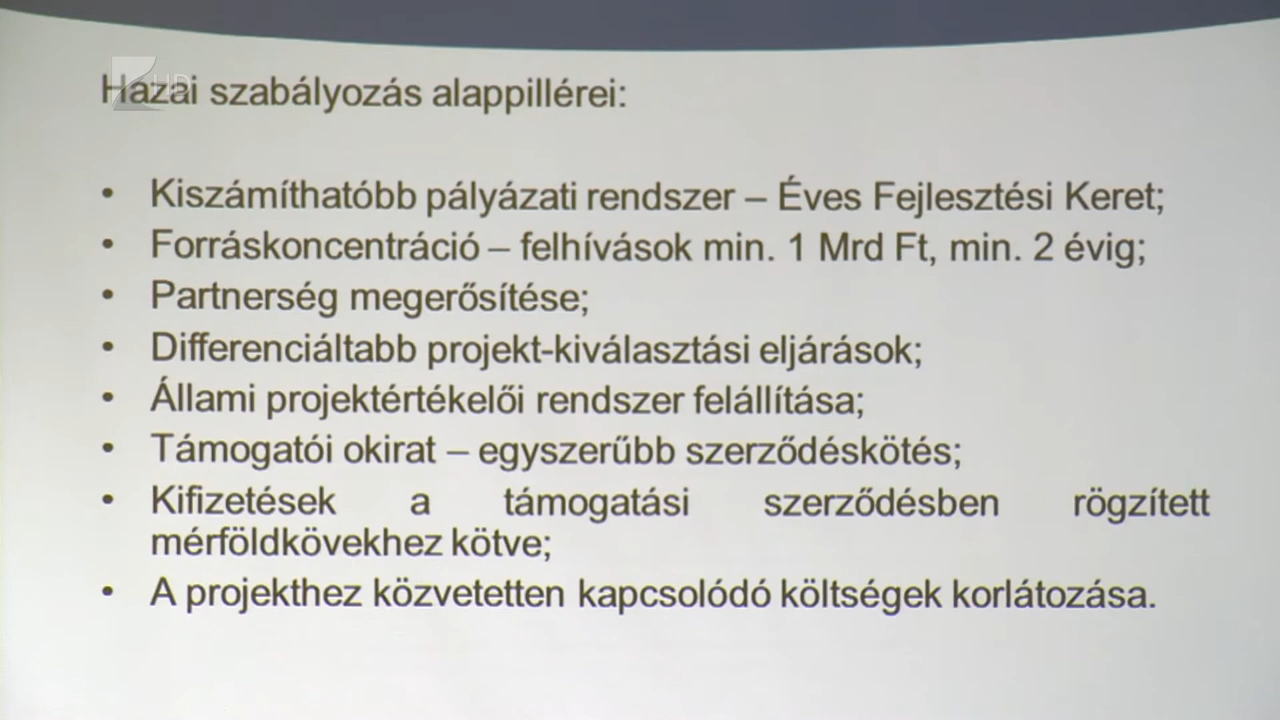 Hazai szabályozás alappillérei:
• Kiszámíthatóbb pályázati rendszer – Éves Fejlesztési Keret;
• Forráskoncentráció – felhívások min. 1 Mrd Ft, min. 2 évig;
• Partnerség megerősítése;
• Differenciáltabb projekt-kiválasztási eljárások;
• Állami projektértékelői rendszer felállítása;
• Támogatói okirat – egyszerűbb szerződéskötés;
• Kifizetések a támogatási szerződésben rögzített
mérföldkövekhez kötve;
• A projekthez közvetetten kapcsolódó költségek korlátozása.
HD